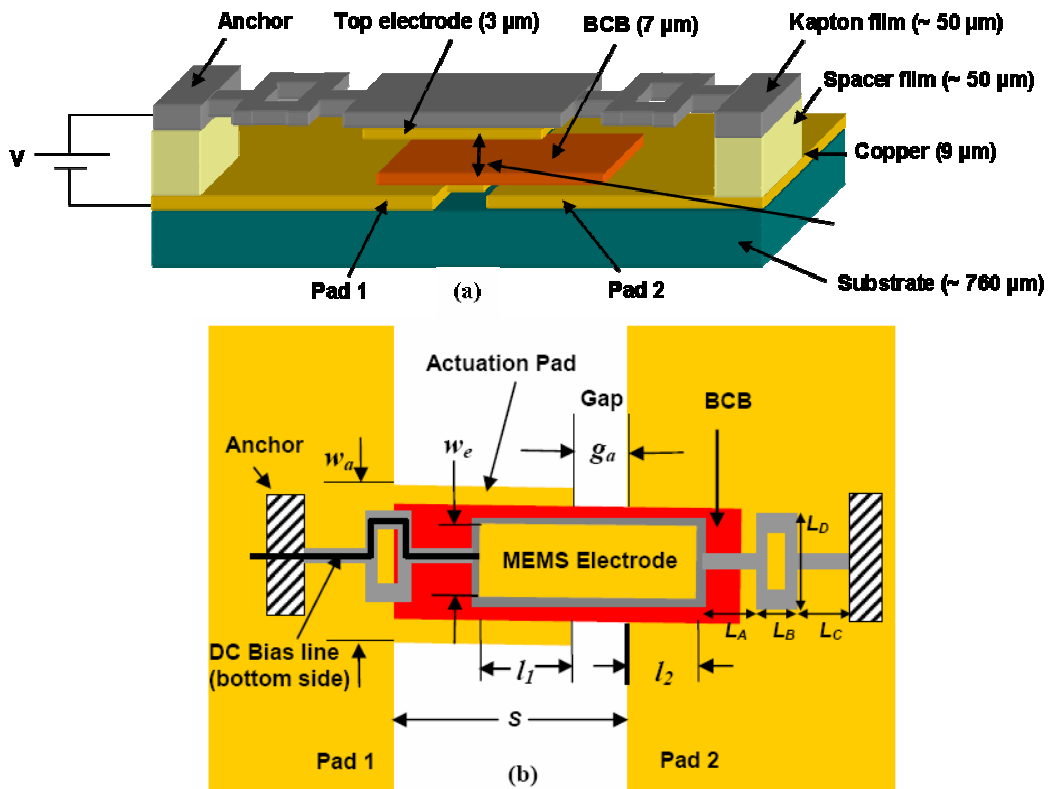 Anchor
Top electrode (3 µm)
BCB (7 µm)
Kapton film (~ 50 µm)
Spacer film (~ 50 µm)
V
Copper (9 µm)
Pad 1
(a)
Pad 2
Substrate (~ 760 µm)
Actuation Pad
Gap
BCB
Anchor
wa
we
ga
MEMS Electrode
LD
LA
LB
LC
DC Bias line
(bottom side)
l1
l2
S
Pad 1
Pad 2
(b)